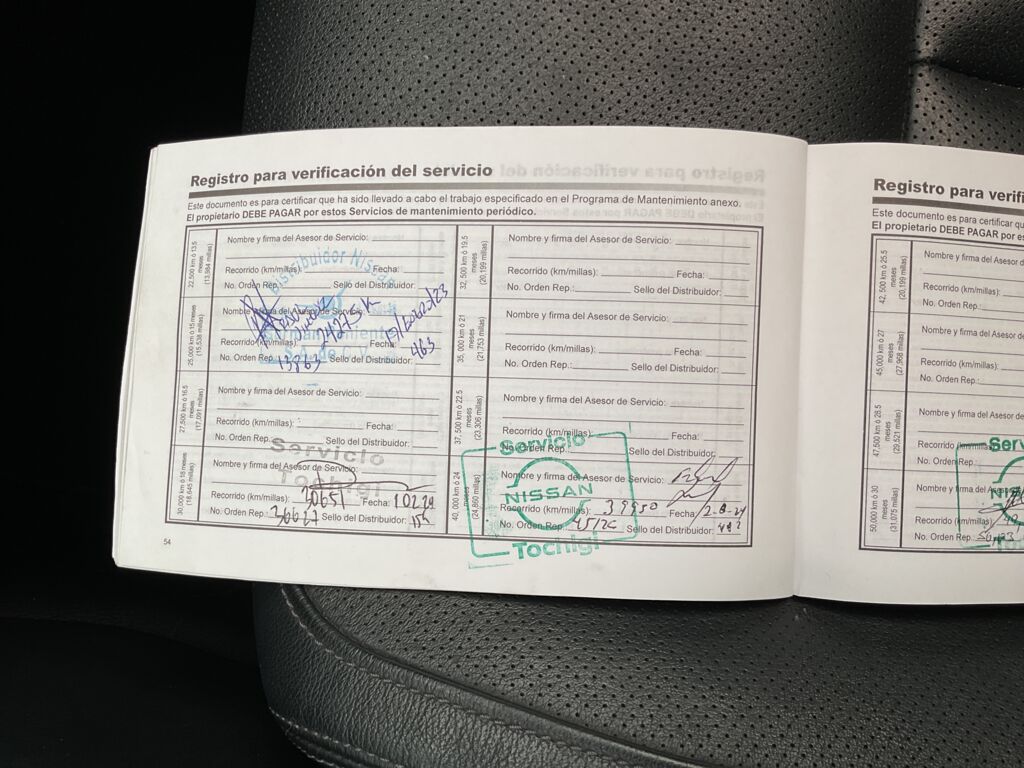 Registro para verificación del servicio
Este documento es para certificar que ha sido llevado a cabo el trabajo especificado en el Programa de Mantenimiento anexo.
El propietario DEBE PAGAR por estos Servicios de mantenimiento periódico.
22,500 km ó 13.5
meses
(13,984 millas)
Nombre y firma del Asesor de Servicio:
Recorrido (km/millas): Fecha:
No. Orden Rep.: Sello del Distribuidor:
Distribuidor Nissan
25,000 km ó 15 meses
(15,538 millas)
Nombre y firma del Asesor de Servicio:
Recorrido (km/millas): 24275 Fecha:
No. Orden Rep.: 13863 Sello del Distribuidor: 463
27,500 km ó 16.5
meses
(17,091 millas)
Nombre y firma del Asesor de Servicio:
Recorrido (km/millas): Fecha:
No. Orden Rep.: Sello del Distribuidor:
Servicio
Tochigi
30,000 km ó 18 meses
(18,645 millas)
Nombre y firma del Asesor de Servicio:
Recorrido (km/millas): 30651 Fecha:
No. Orden Rep.: 36627 Sello del Distribuidor:
32,500 km ó 19.5
meses
(20,199 millas)
Nombre y firma del Asesor de Servicio:
Recorrido (km/millas): Fecha:
No. Orden Rep.: Sello del Distribuidor:
35,000 km ó 21
meses
(21,753 millas)
Nombre y firma del Asesor de Servicio:
Recorrido (km/millas): Fecha:
No. Orden Rep.: Sello del Distribuidor:
37,500 km ó 22.5
meses
(23,306 millas)
Nombre y firma del Asesor de Servicio:
Recorrido (km/millas): Fecha:
No. Orden Rep.: Sello del Distribuidor:
Servicio
NISSAN
Tochigi
40,000 km ó 24
meses
(24,860 millas)
Nombre y firma del Asesor de Servicio:
Recorrido (km/millas): 39950 Fecha:
No. Orden Rep.: Sello del Distribuidor:
54
Registro para verifi
Este documento es para certificar qu
El propietario DEBE PAGAR por es
42,500 km ó 25.5
meses
(20,199 millas)
Nombre y firma del Asesor de
Recorrido (km/millas):
No. Orden Rep.:
45,000 km ó 27
meses
(27,968 millas)
Nombre y firma del Asesor de
Recorrido (km/millas):
No. Orden Rep.:
47,500 km ó 28.5
meses
(29,521 millas)
Nombre y firma del Asesor de
Recorrido (km/millas):
No. Orden Rep.:
50,000 km ó 30
meses
(31,075 millas)
Nombre y firma del
Recorrido (km/millas):
No. Orden Rep.: